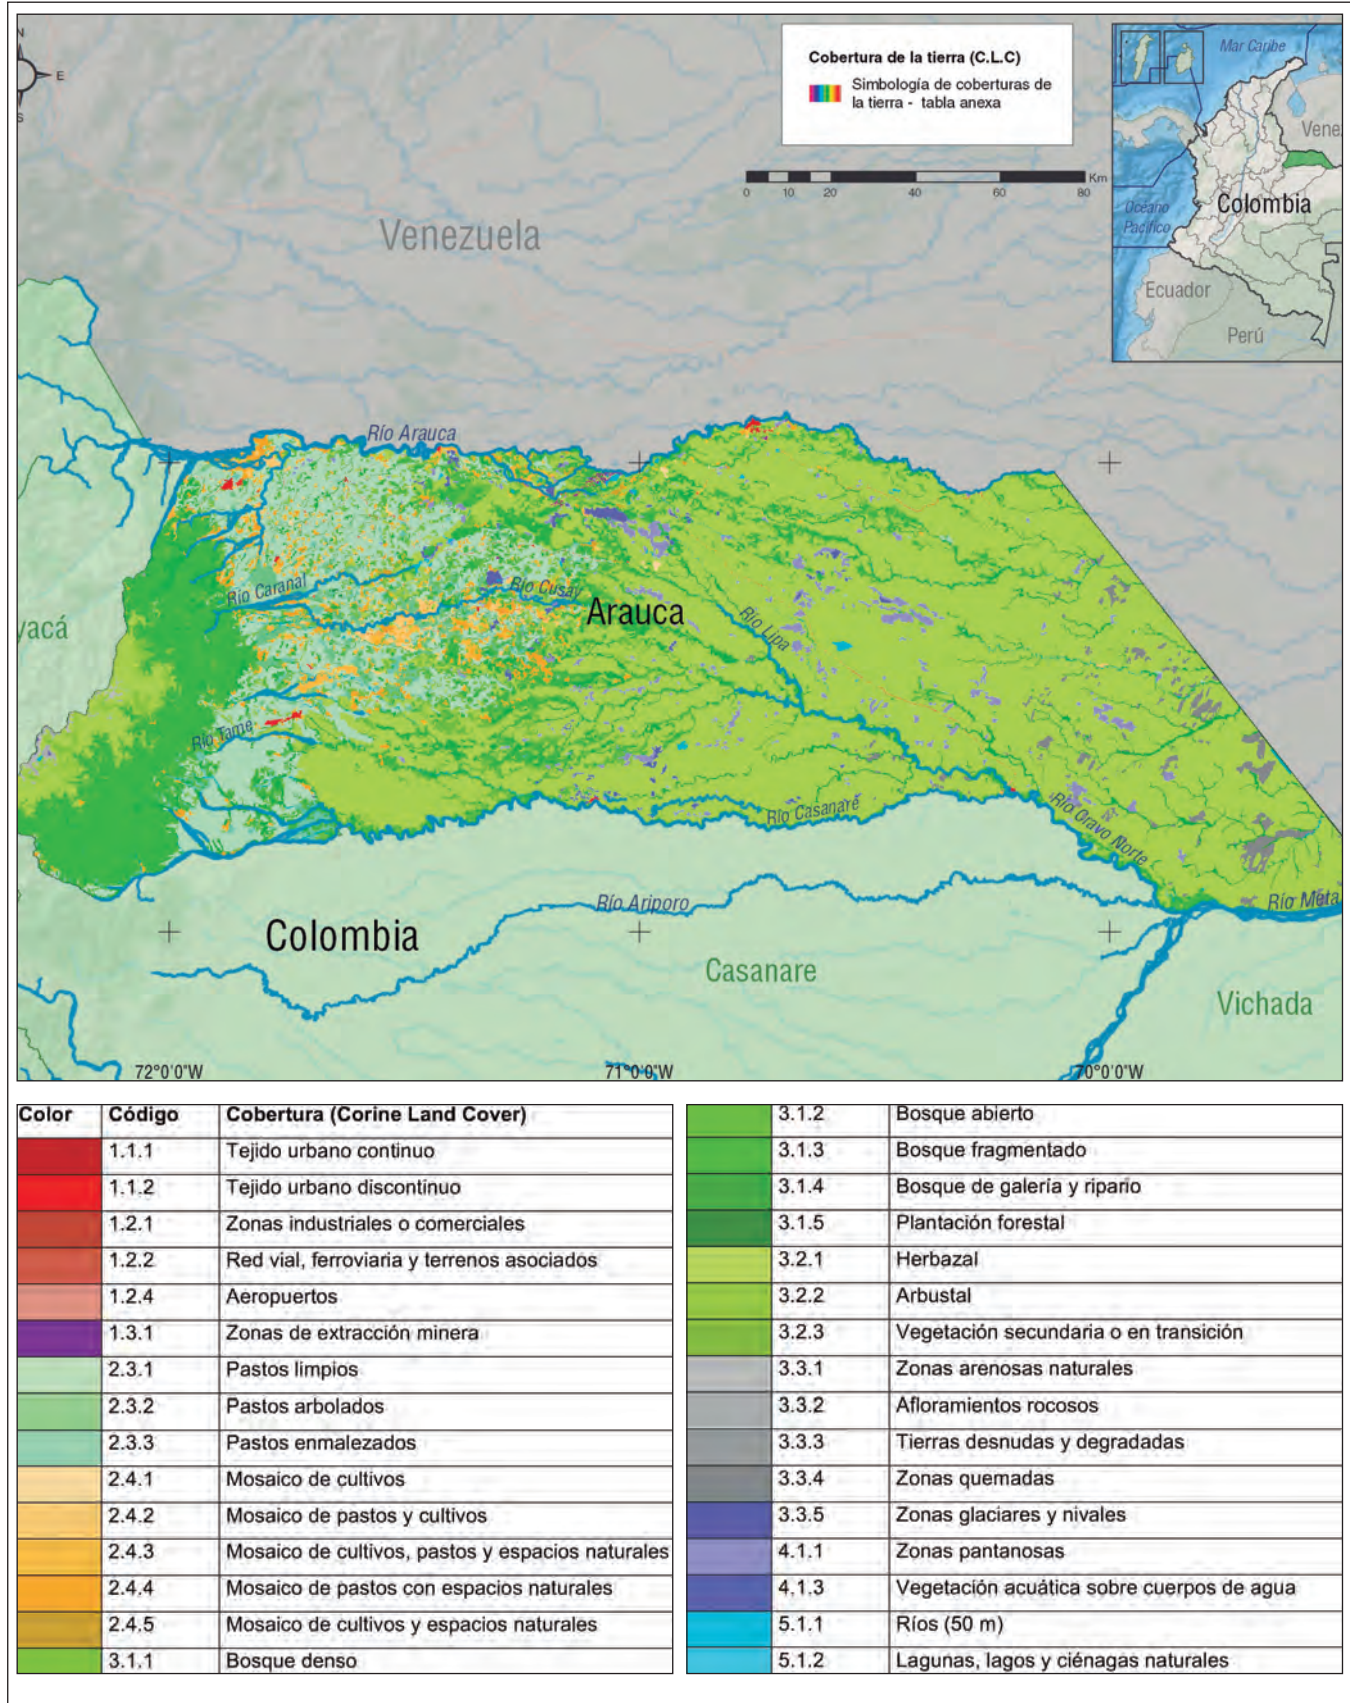 N
E
S
Cobertura de la tierra (C.L.C)
Simbología de coberturas de
la tierra - tabla anexa
0 10 20 40 60 80 Km
Mar Caribe
Vene
Océano
Pacífico
Colombia
Ecuador
Perú
Venezuela
Río Arauca
Río Caranal
Río Cusay
Arauca
Río Lipa
yacá
Río Tame
Río Casanare
Río Cravo Norte
Río Ariporo
Río Meta
Colombia
Casanare
Vichada
72°0'0"W
71°0'0"W
70°0'0"W
Color Código Cobertura (Corine Land Cover)
1.1.1 Tejido urbano continuo
1.1.2 Tejido urbano discontinuo
1.2.1 Zonas industriales o comerciales
1.2.2 Red vial, ferroviaria y terrenos asociados
1.2.4 Aeropuertos
1.3.1 Zonas de extracción minera
2.3.1 Pastos limpios
2.3.2 Pastos arbolados
2.3.3 Pastos enmalezados
2.4.1 Mosaico de cultivos
2.4.2 Mosaico de pastos y cultivos
2.4.3 Mosaico de cultivos, pastos y espacios naturales
2.4.4 Mosaico de pastos con espacios naturales
2.4.5 Mosaico de cultivos y espacios naturales
3.1.1 Bosque denso
3.1.2 Bosque abierto
3.1.3 Bosque fragmentado
3.1.4 Bosque de galería y ripario
3.1.5 Plantación forestal
3.2.1 Herbazal
3.2.2 Arbustal
3.2.3 Vegetación secundaria o en transición
3.3.1 Zonas arenosas naturales
3.3.2 Afloramientos rocosos
3.3.3 Tierras desnudas y degradadas
3.3.4 Zonas quemadas
3.3.5 Zonas glaciares y nivales
4.1.1 Zonas pantanosas
4.1.3 Vegetación acuática sobre cuerpos de agua
5.1.1 Ríos (50 m)
5.1.2 Lagunas, lagos y ciénagas naturales